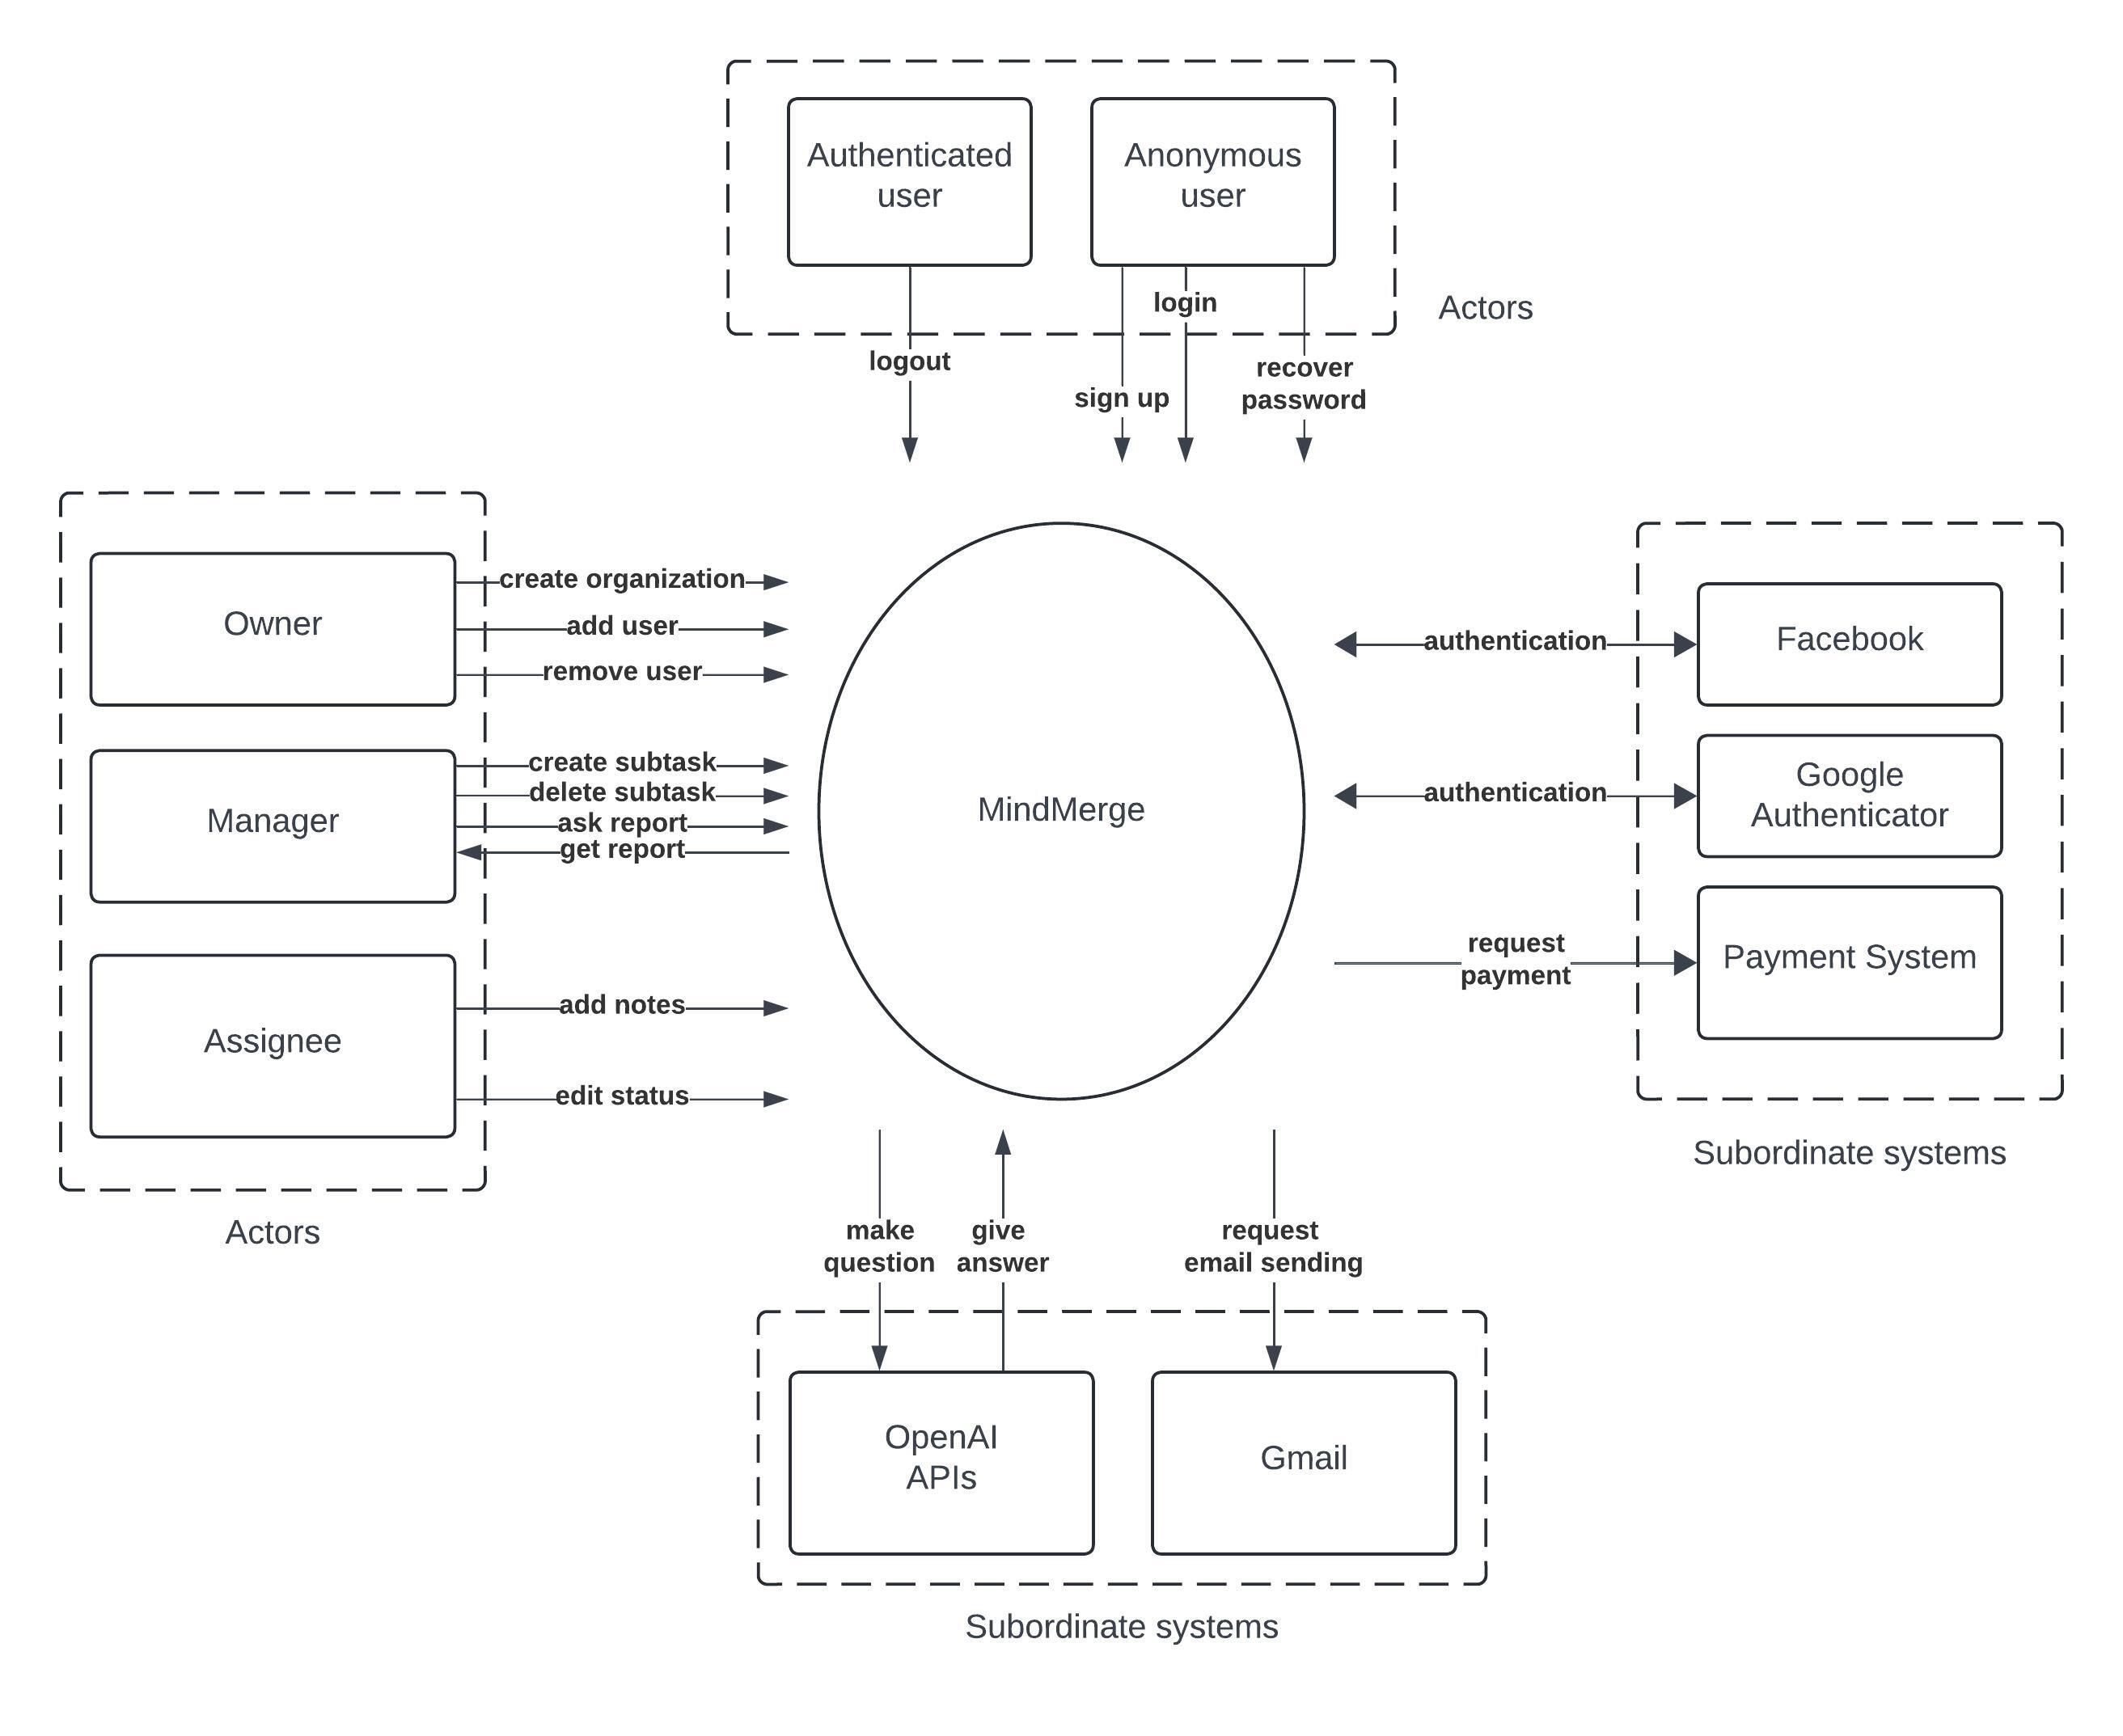 Authenticated
user
Anonymous
user
login
Actors
logout
recover
password
sign up
Owner
create organization
add user
remove user
Manager
create subtask
delete subtask
ask report
get report
Assignee
add notes
edit status
Actors
MindMerge
authentication
Facebook
authentication
Google
Authenticator
request
payment
Payment System
Subordinate systems
make
question
give
answer
request
email sending
OpenAI
APIs
Gmail
Subordinate systems